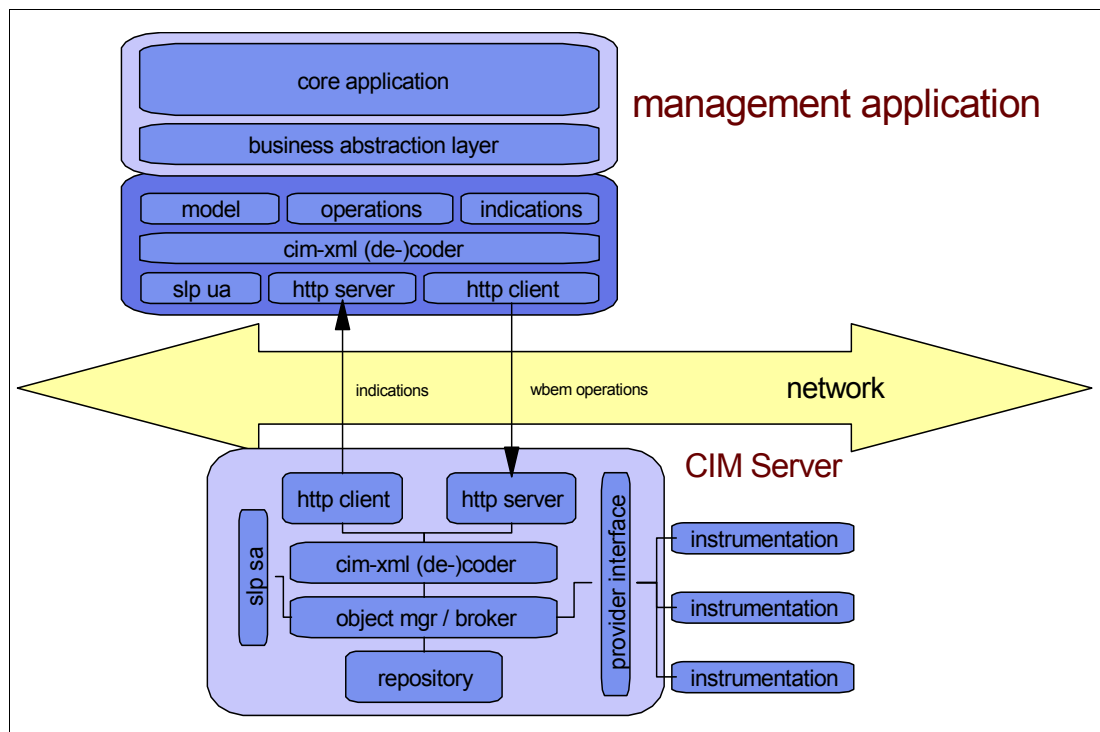 core application
management application
business abstraction layer
model
operations
indications
cim-xml (de-)coder
slp ua
http server
http client
indications
wbem operations
network
CIM Server
http client
http server
slp sa
cim-xml (de-)coder
object mgr / broker
repository
provider interface
instrumentation
instrumentation
instrumentation